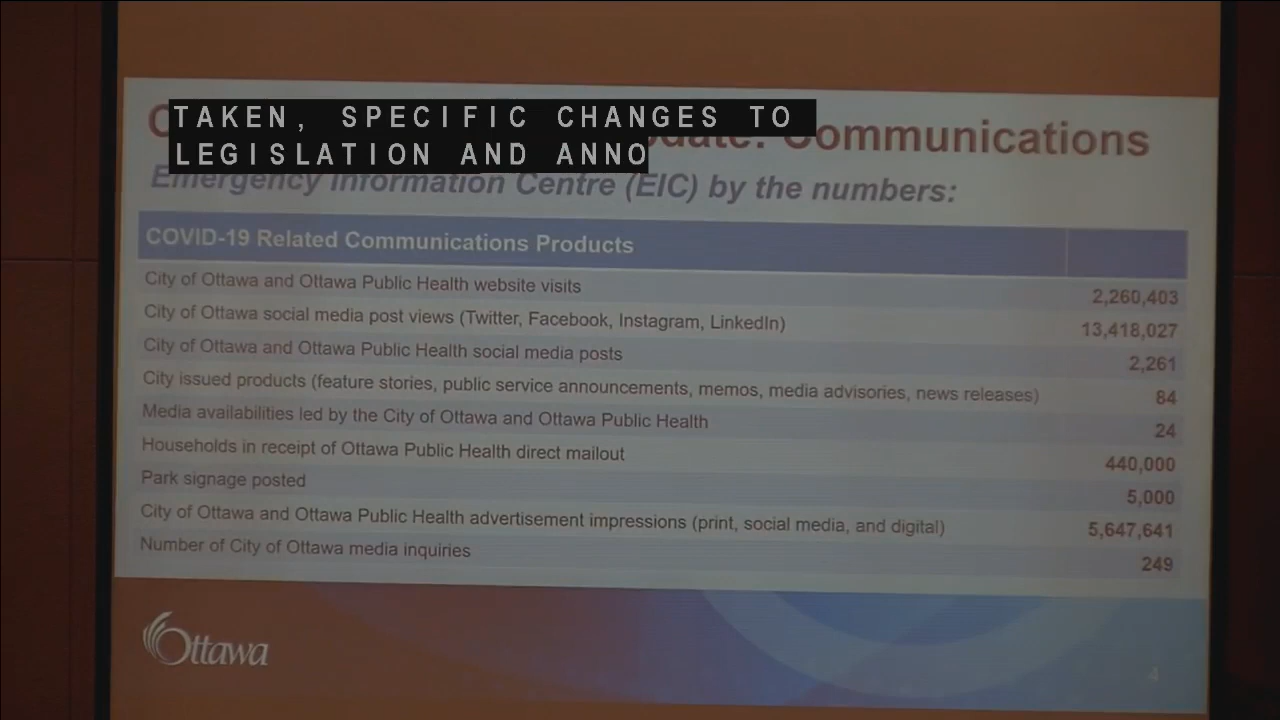 TAKEN, SPECIFIC CHANGES TO
LEGISLATION AND ANNO
Communications
Emergency Information Centre (EIC) by the numbers:
COVID-19 Related Communications Products
City of Ottawa and Ottawa Public Health website visits 2,260,403
City of Ottawa social media post views (Twitter, Facebook, Instagram, LinkedIn) 13,418,027
City of Ottawa and Ottawa Public Health social media posts 2,261
City issued products (feature stories, public service announcements, memos, media advisories, news releases) 84
Media availabilities led by the City of Ottawa and Ottawa Public Health 24
Households in receipt of Ottawa Public Health direct mailout 440,000
Park signage posted 5,000
City of Ottawa and Ottawa Public Health advertisement impressions (print, social media, and digital) 5,647,641
Number of City of Ottawa media inquiries 249
Ottawa
4